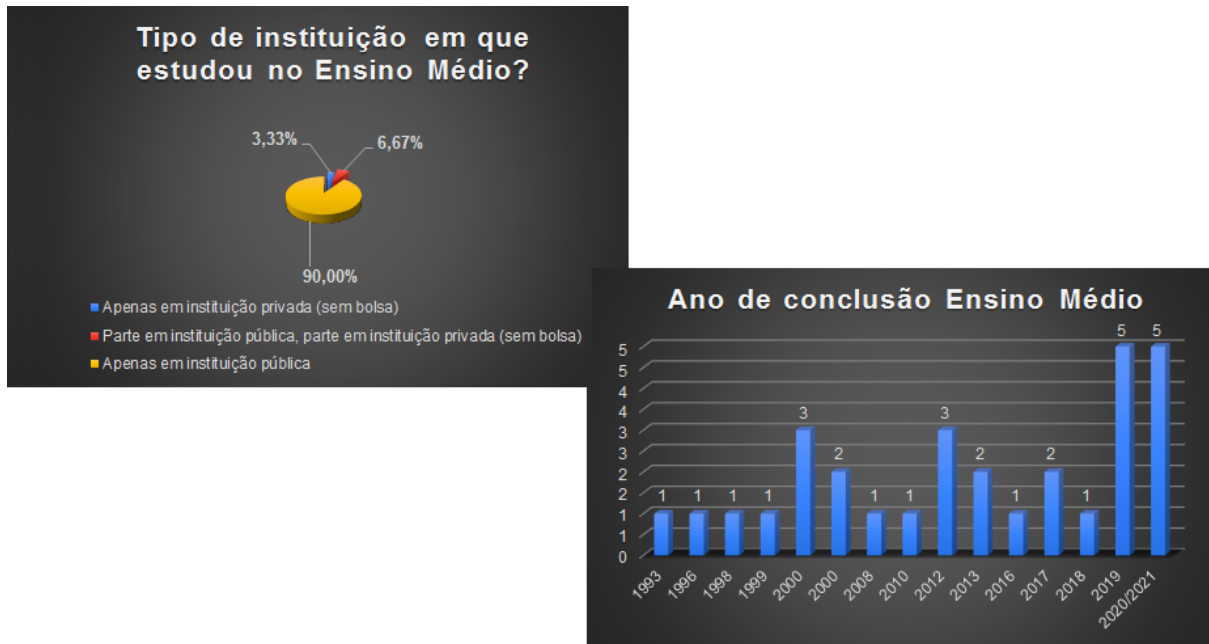 Tipo de instituição em que
estudou no Ensino Médio?
3,33%
6,67%
90,00%
Apenas em instituição privada (sem bolsa)
Parte em instituição pública, parte em instituição privada (sem bolsa)
Apenas em instituição pública
Ano de conclusão Ensino Médio
5
5
4
4
3
3
2
2
1
1
0
1 1 1 1 3 2 1 1 3 2 1 2 1 5 5
1993 1996 1998 1999 2000 2000 2008 2010 2012 2013 2016 2017 2018 2019 2020/2021